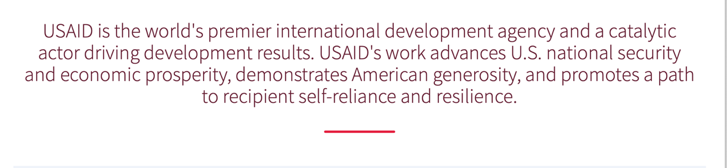 USAID is the world's premier international development agency and a catalytic
actor driving development results. USAID's work advances U.S. national security
and economic prosperity, demonstrates American generosity, and promotes a path
to recipient self-reliance and resilience.